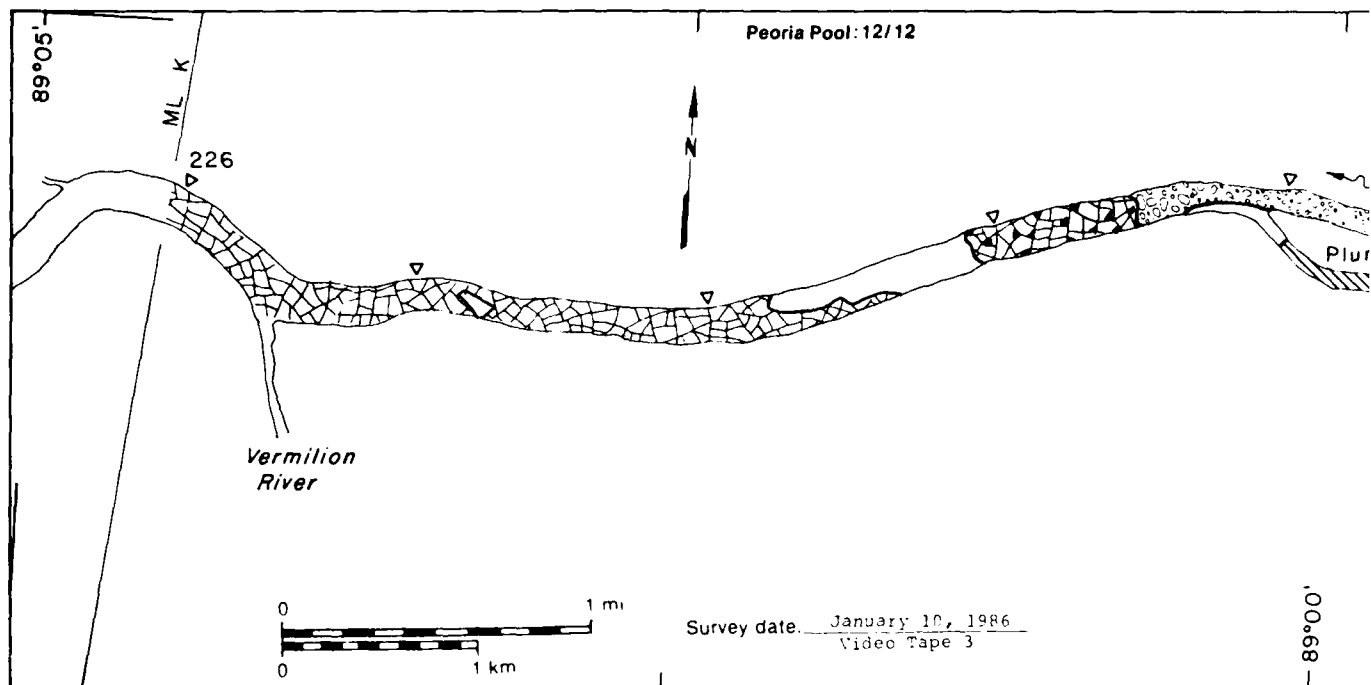 Peoria Pool: 12/12
89°05'
ML K
226
N
Plum
Vermilion
River
0 1 mi
0 1 km
Survey date. January 10, 1986
Video Tape 3
89°00'